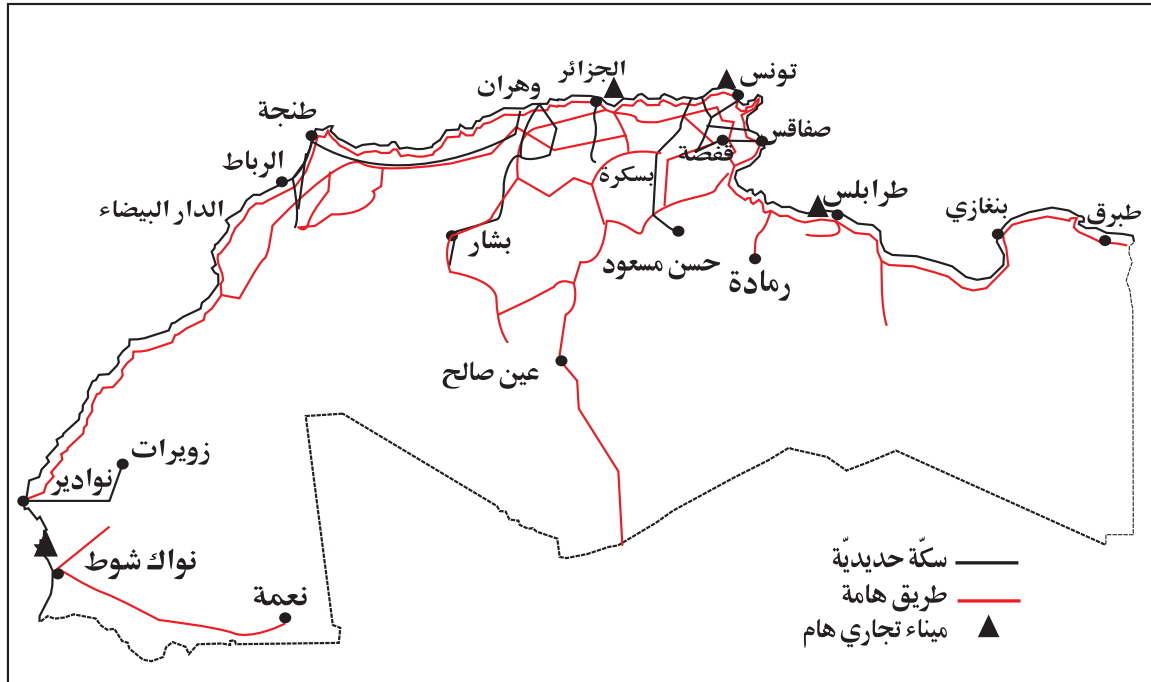 تونس
الجزائر
وهران
طنجة
صفاقس
قفصة
الرباط
بسكرة
طرابلس
الدار البيضاء
بنغازي
طبرق
بشار
حسن مسعود
رمادة
عين صالح
زويرات
نوادير
نواك شوط
نعمة
سكّة حديديّة
طريق هامة
ميناء تجاري هام